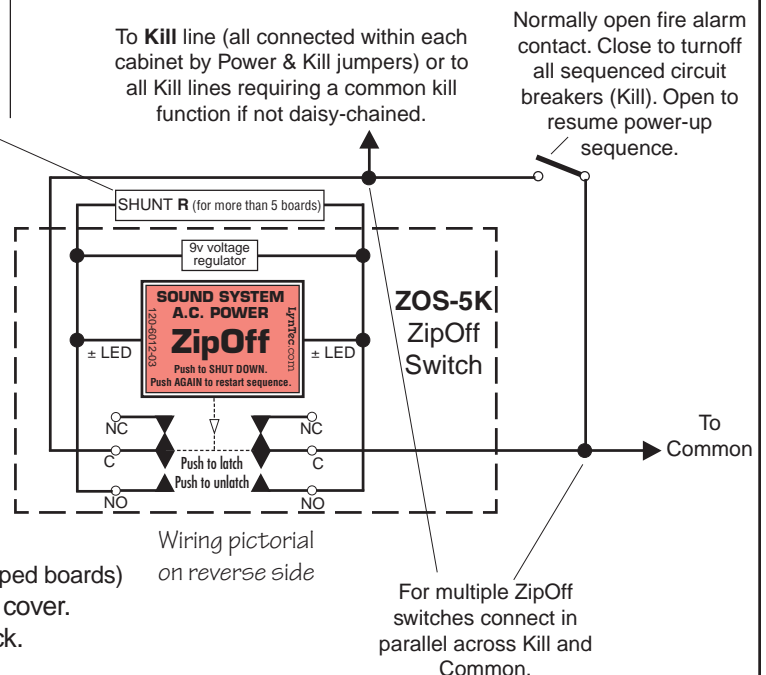 To Kill line (all connected within each
cabinet by Power & Kill jumpers) or to
all Kill lines requiring a common kill
function if not daisy-chained.
Normally open fire alarm
contact. Close to turnoff
all sequenced circuit
breakers (Kill). Open to
resume power-up
sequence.
SHUNT R (for more than 5 boards)
9v voltage
regulator
SOUND SYSTEM
A.C. POWER
ZipOff
Push to SHUT DOWN.
Push AGAIN to restart sequence.
120-6012-03
LynTec.com
± LED
± LED
ZOS-5K
ZipOff
Switch
NC
NC
C
C
Push to latch
Push to unlatch
NO
NO
To
Common
Wiring pictorial
on reverse side
ped boards)
cover.
ck.
For multiple ZipOff
switches connect in
parallel across Kill and
Common.